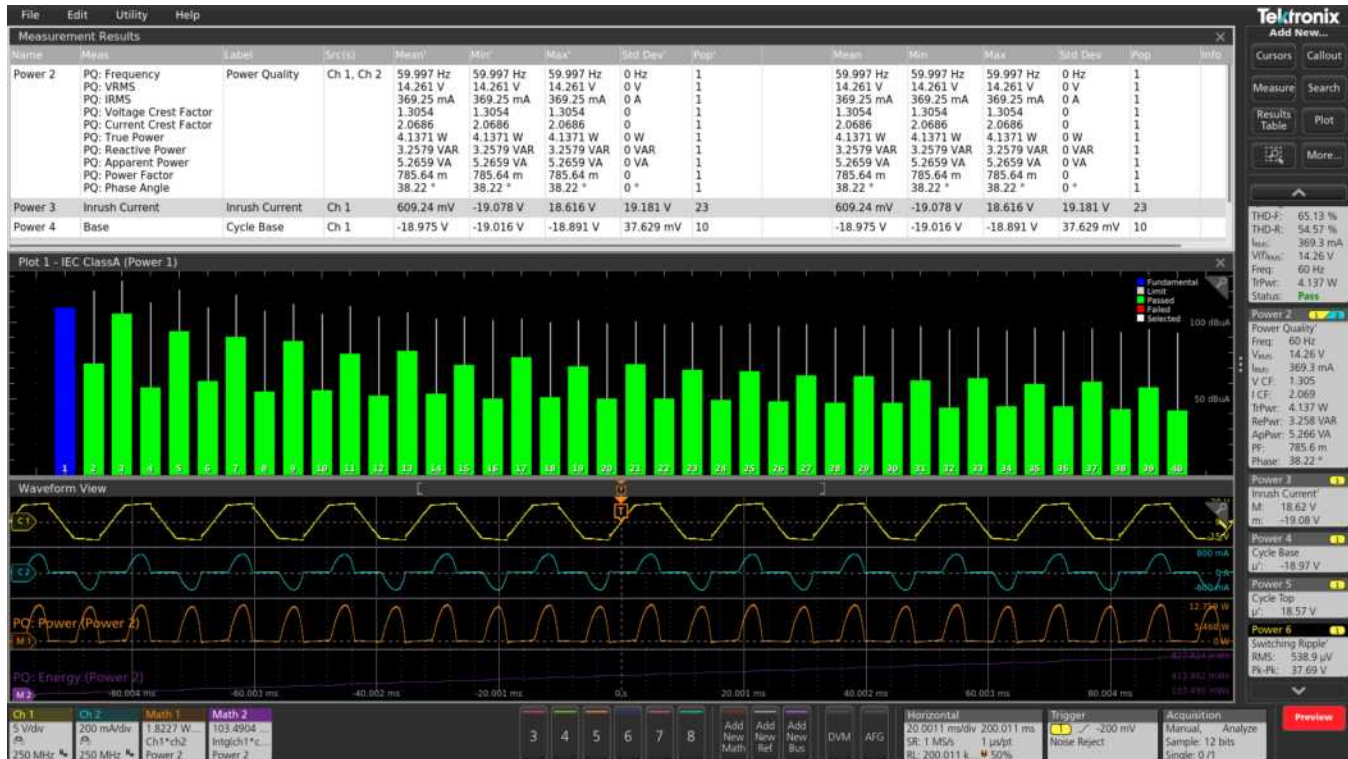 File Edit Utility Help
Tektronix
Add New...
Measurement Results
Name Meas Label Src(s) Mean' Min' Max' Std Dev' Pop' Mean Min Max Std Dev Pop Info
Power 2 PQ: Frequency Power Quality Ch 1, Ch 2 59.997 Hz 59.997 Hz 59.997 Hz 0 Hz 1 59.997 Hz 59.997 Hz 59.997 Hz 0 Hz 1
PQ: VRMS 14.261 V 14.261 V 14.261 V 0 V 1 14.261 V 14.261 V 14.261 V 0 V 1
PQ: IRMS 369.25 mA 369.25 mA 369.25 mA 0 A 1 369.25 mA 369.25 mA 369.25 mA 0 A 1
PQ: Voltage Crest Factor 1.3054 1.3054 1.3054 0 1 1.3054 1.3054 1.3054 0 1
PQ: Current Crest Factor 2.0686 2.0686 2.0686 0 1 2.0686 2.0686 2.0686 0 1
PQ: True Power 4.1371 W 4.1371 W 4.1371 W 0 W 1 4.1371 W 4.1371 W 4.1371 W 0 W 1
PQ: Reactive Power 3.2579 VAR 3.2579 VAR 3.2579 VAR 0 VAR 1 3.2579 VAR 3.2579 VAR 3.2579 VAR 0 VAR 1
PQ: Apparent Power 5.2659 VA 5.2659 VA 5.2659 VA 0 VA 1 5.2659 VA 5.2659 VA 5.2659 VA 0 VA 1
PQ: Power Factor 785.64 m 785.64 m 785.64 m 0 1 785.64 m 785.64 m 785.64 m 0 1
PQ: Phase Angle 38.22 ° 38.22 ° 38.22 ° 0 ° 1 38.22 ° 38.22 ° 38.22 ° 0 ° 1
Power 3 Inrush Current Inrush Current Ch 1 609.24 mV -19.078 V 18.616 V 19.181 V 23 609.24 mV -19.078 V 18.616 V 19.181 V 23
Power 4 Base Cycle Base Ch 1 -18.975 V -19.016 V -18.891 V 37.629 mV 10 -18.975 V -19.016 V -18.891 V 37.629 mV 10
Cursors Callout
Measure Search
Results Table Plot
More...
Plot 1 - IEC ClassA (Power 1)
Fundamental
Limit
Passed
Failed
Selected
100 dBuA
50 dBuA
1 2 3 4 5 6 7 8 9 10 11 12 13 14 15 16 17 18 19 20 21 22 23 24 25 26 27 28 29 30 31 32 33 34 35 36 37 38 39 40
THD-F: 65.13 %
THD-R: 54.57 %
IRMS: 369.3 mA
V(f)RMS: 14.26 V
Freq: 60 Hz
TrPwr: 4.137 W
Status: Pass
Power 2 1 2
Power Quality'
Freq: 60 Hz
VRMS: 14.26 V
IRMS: 369.3 mA
V CF: 1.305
I CF: 2.069
TrPwr: 4.137 W
RePwr: 3.258 VAR
ApPwr: 5.266 VA
PF: 785.6 m
Phase: 38.22 °
Power 3 1
Inrush Current'
M: 18.62 V
m: -19.08 V
Power 4 1
Cycle Base
µ': -18.97 V
Power 5 1
Cycle Top
µ': 18.57 V
Power 6 1
Switching Ripple'
RMS: 538.9 µV
Pk-Pk: 37.69 V
Waveform View
T
C1
-15 V
C2
800 mA
0 A
-600 mA
PQ: Power (Power 2)
M1
5.468 W
0 W
PQ: Energy (Power 2)
M2
-80.004 ms -60.003 ms -40.002 ms -20.001 ms 0 s 20.001 ms 40.002 ms 60.003 ms 80.004 ms
Ch 1
5 V/div
250 MHz
Ch 2
200 mA/div
250 MHz
Math 1
1.8227 W...
Ch1*ch2
Power 2
Math 2
103.4904 ...
Intg(ch1*c...
Power 2
3 4 5 6 7 8
Add New Math
Add New Ref
Add New Bus
DVM
AFG
Horizontal
20.0011 ms/div 200.011 ms
SR: 1 MS/s 1 µs/pt
RL: 200.011 k 50%
Trigger
1 -200 mV
Noise Reject
Acquisition
Manual, Analyze
Sample: 12 bits
Single: 0 /1
Preview